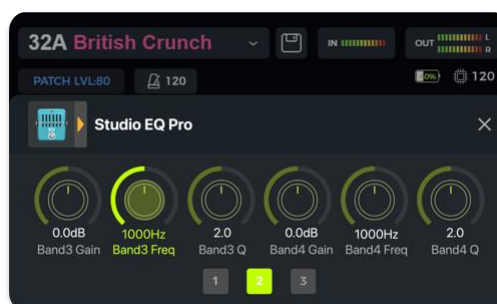 32A British Crunch
IN
OUT
L
R
PATCH LVL:80
120
0%
120
Studio EQ Pro
0.0dB
1000Hz
2.0
0.0dB
1000Hz
2.0
Band3 Gain
Band3 Freq
Band3 Q
Band4 Gain
Band4 Freq
Band4 Q
1
2
3